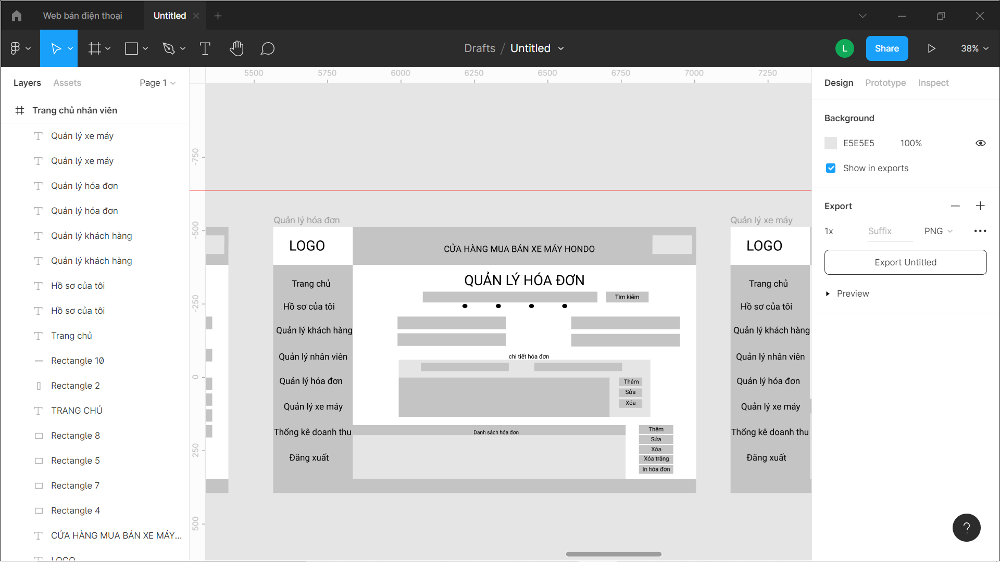 Web bán điện thoại
Untitled
Drafts / Untitled
L
Share
38%
Layers
Assets
Page 1
Trang chủ nhân viên
Quản lý xe máy
Quản lý xe máy
Quản lý hóa đơn
Quản lý hóa đơn
Quản lý khách hàng
Quản lý khách hàng
Hồ sơ của tôi
Hồ sơ của tôi
Trang chủ
Rectangle 10
Rectangle 2
TRANG CHỦ
Rectangle 8
Rectangle 5
Rectangle 7
Rectangle 4
CỬA HÀNG MUA BÁN XE MÁY...
LOGO
5500 5750 6000 6250 6500 6750 7000 7250
-750
-500
-250
0
250
500
Quản lý hóa đơn
LOGO
CỬA HÀNG MUA BÁN XE MÁY HONDO
Trang chủ
Hồ sơ của tôi
Quản lý khách hàng
Quản lý nhân viên
Quản lý hóa đơn
Quản lý xe máy
Thống kê doanh thu
Đăng xuất
QUẢN LÝ HÓA ĐƠN
Tìm kiếm
chi tiết hóa đơn
Thêm
Sửa
Xóa
Danh sách hóa đơn
Thêm
Sửa
Xóa
Xóa trắng
In hóa đơn
Quản lý xe máy
LOGO
Trang chủ
Hồ sơ của tôi
Quản lý khách hàng
Quản lý nhân viên
Quản lý hóa đơn
Quản lý xe máy
Thống kê doanh thu
Đăng xuất
Design
Prototype
Inspect
Background
E5E5E5
100%
Show in exports
Export
1x
Suffix
PNG
Export Untitled
Preview
?